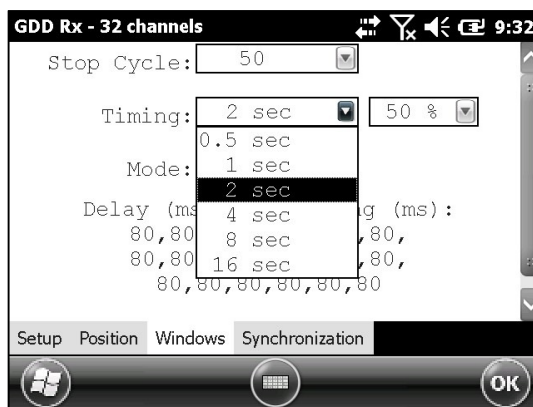 GDD Rx - 32 channels 9:32
Stop Cycle: 50
Timing: 2 sec 50 %
0.5 sec
1 sec
Mode:
2 sec
Delay (ms g (ms):
4 sec
80,80 8 sec ,80,
80,80 16 sec ,80,
80,80,80,80,80,80
Setup Position Windows Synchronization
OK